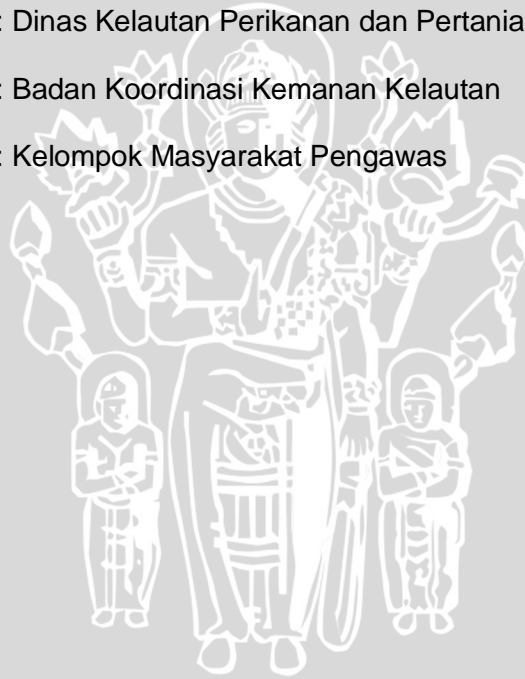 : Dinas Kelautan Perikanan dan Pertania
: Badan Koordinasi Kemanan Kelautan
: Kelompok Masyarakat Pengawas